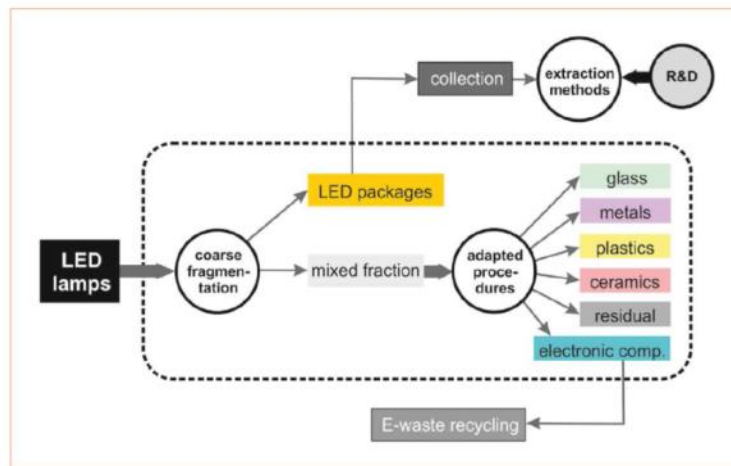 collection
extraction
methods
R&D
LED packages
glass
metals
plastics
ceramics
residual
electronic comp.
LED
lamps
coarse
fragmen-
tation
mixed fraction
adapted
proce-
dures
E-waste recycling